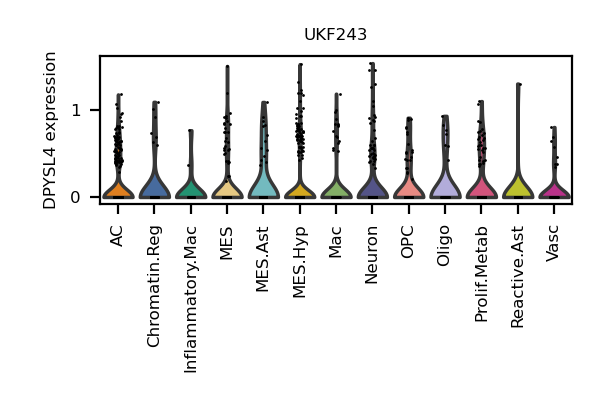 UKF243
DPYSL4 expression
1
0
AC
Chromatin.Reg
Inflammatory.Mac
MES
MES.Ast
MES.Hyp
Mac
Neuron
OPC
Oligo
Prolif.Metab
Reactive.Ast
Vasc